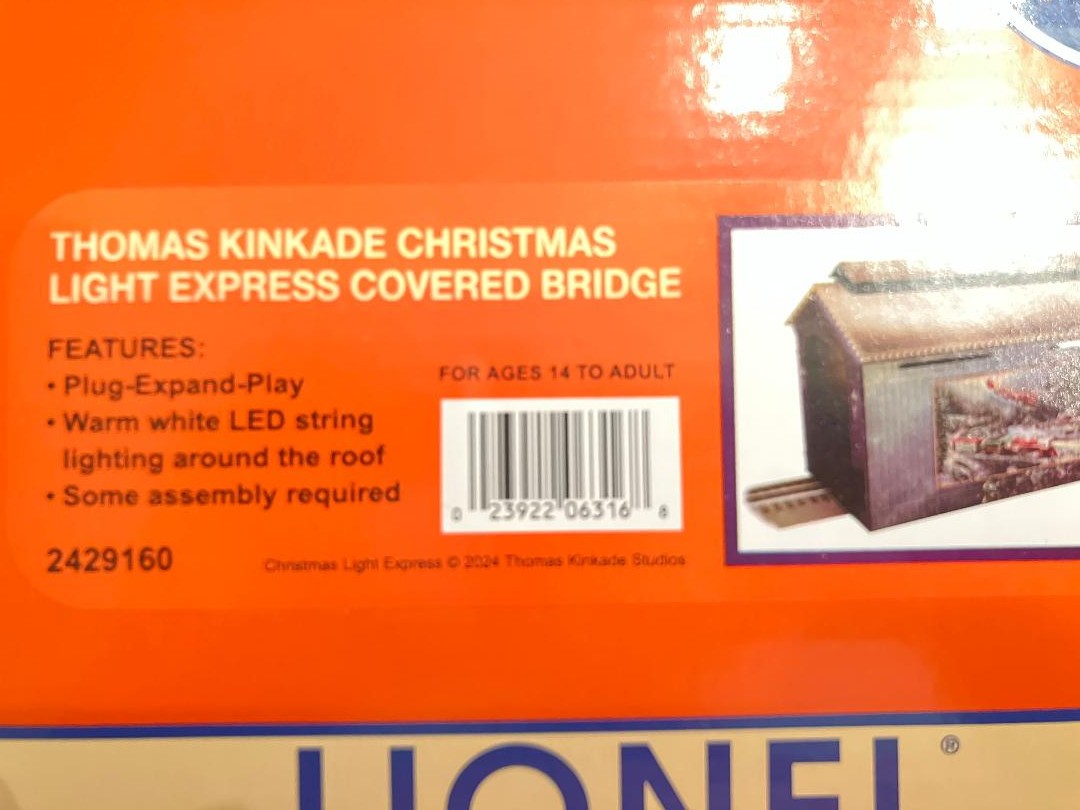 THOMAS KINKADE CHRISTMAS
LIGHT EXPRESS COVERED BRIDGE
FEATURES:
• Plug-Expand-Play
• Warm white LED string
lighting around the roof
• Some assembly required
FOR AGES 14 TO ADULT
0 23922 06316 8
2429160
Christmas Light Express © 2024 Thomas Kinkade Studios
LIONEL®